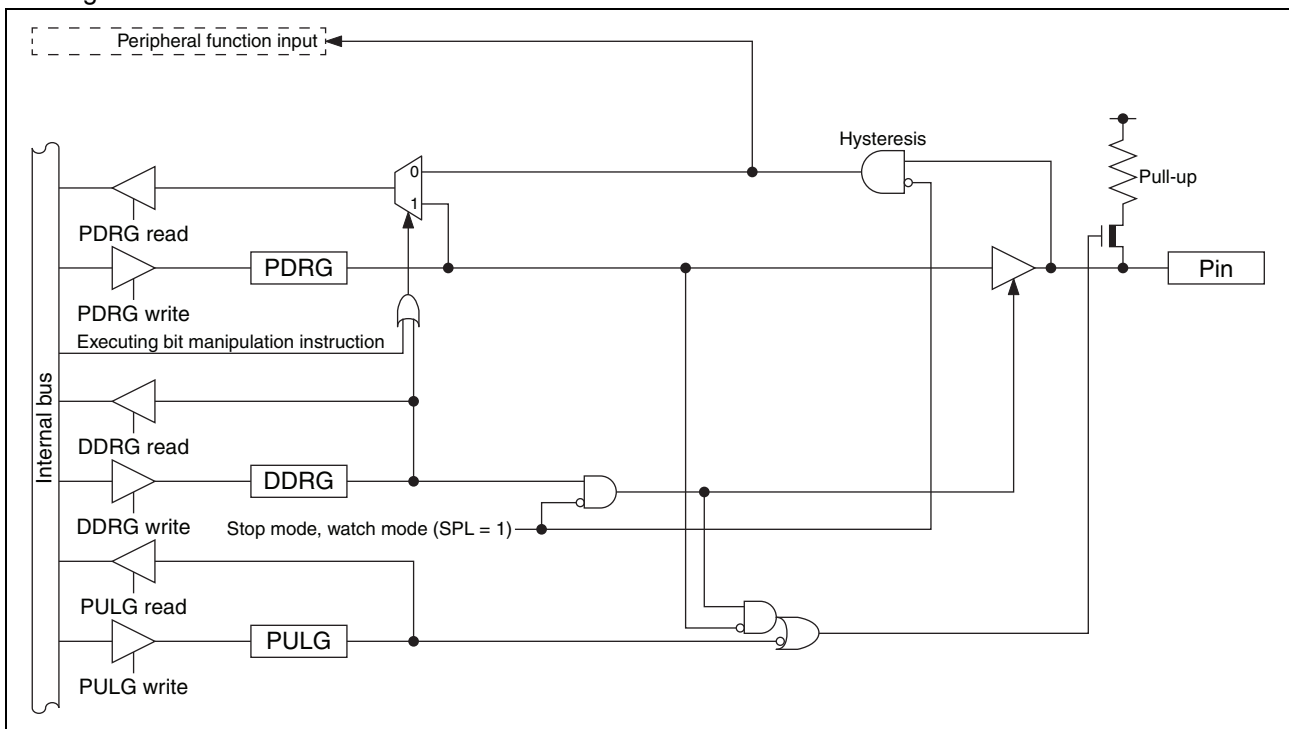 Peripheral function input
Hysteresis
0
Pull-up
1
PDRG read
PDRG
Pin
PDRG write
Executing bit manipulation instruction
Internal bus
DDRG read
DDRG
DDRG write
Stop mode, watch mode (SPL = 1)
PULG read
PULG
PULG write